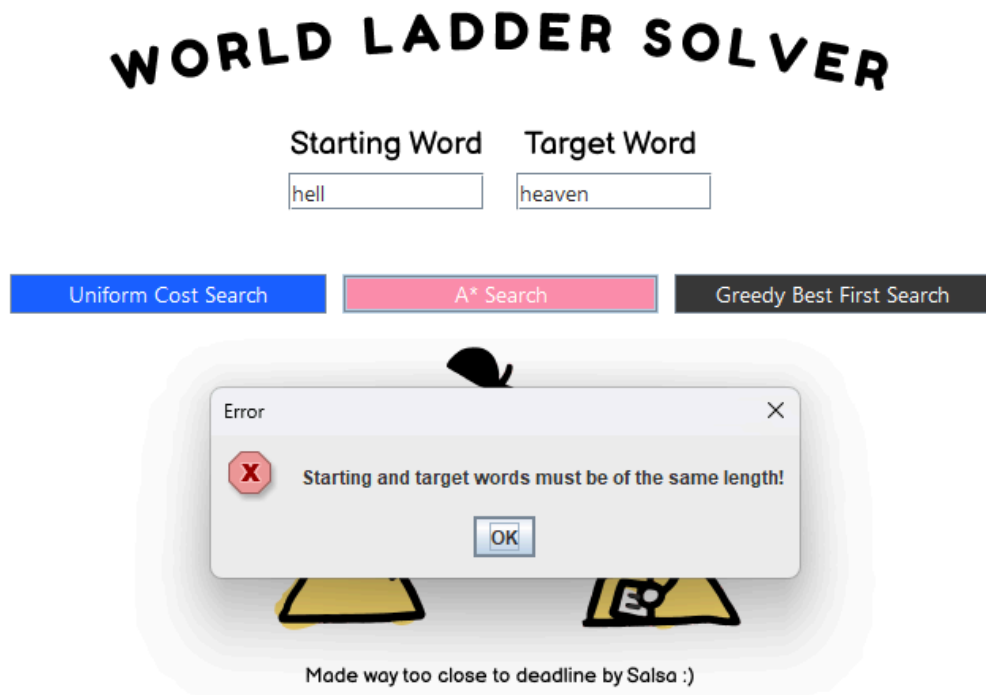 WORLD LADDER SOLVER
Starting Word Target Word
hell heaven
Uniform Cost Search A* Search Greedy Best First Search
Error
X
Starting and target words must be of the same length!
OK
Made way too close to deadline by Salsa :)